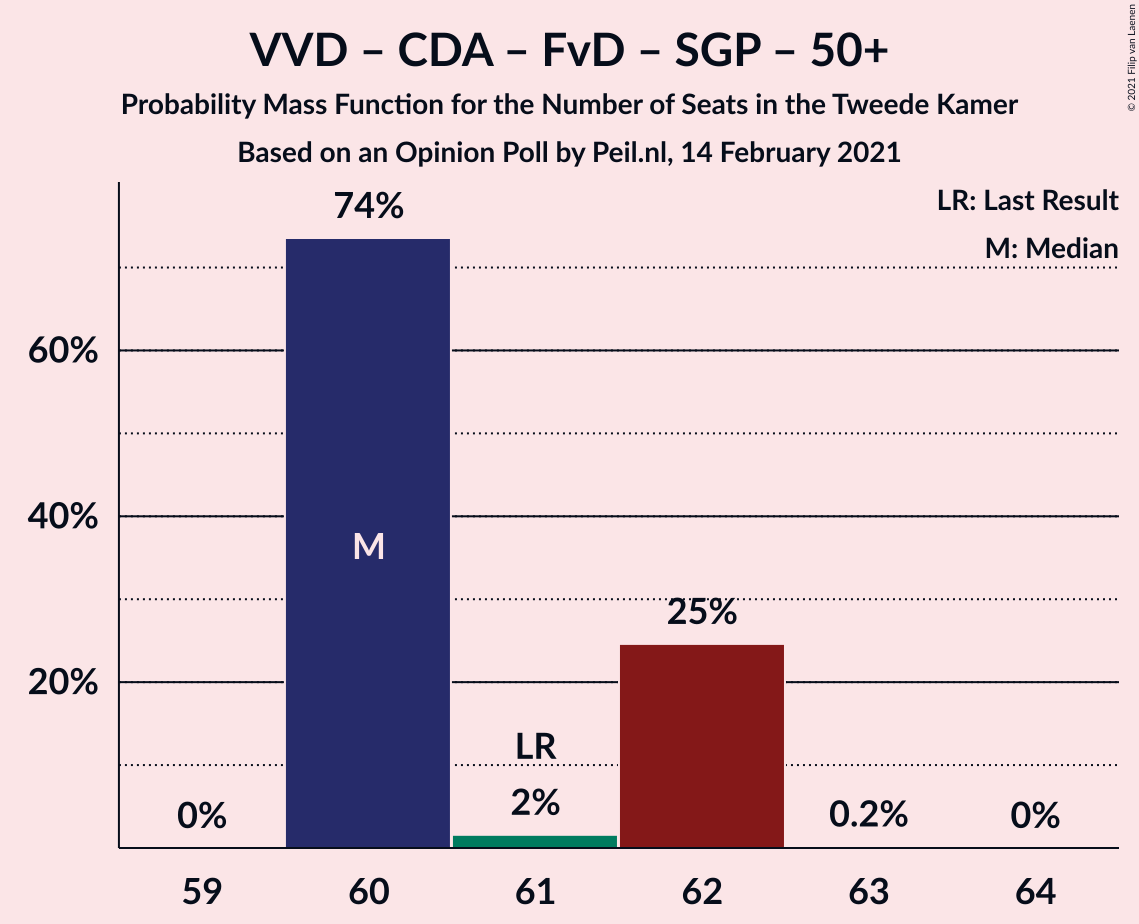 VVD – CDA – FvD – SGP – 50+
Probability Mass Function for the Number of Seats in the Tweede Kamer
Based on an Opinion Poll by Peil.nl, 14 February 2021
© 2021 Filip van Laenen
LR: Last Result
M: Median
74%
60%
M
40%
25%
20%
LR
2%
0%
0.2%
0%
59 60 61 62 63 64